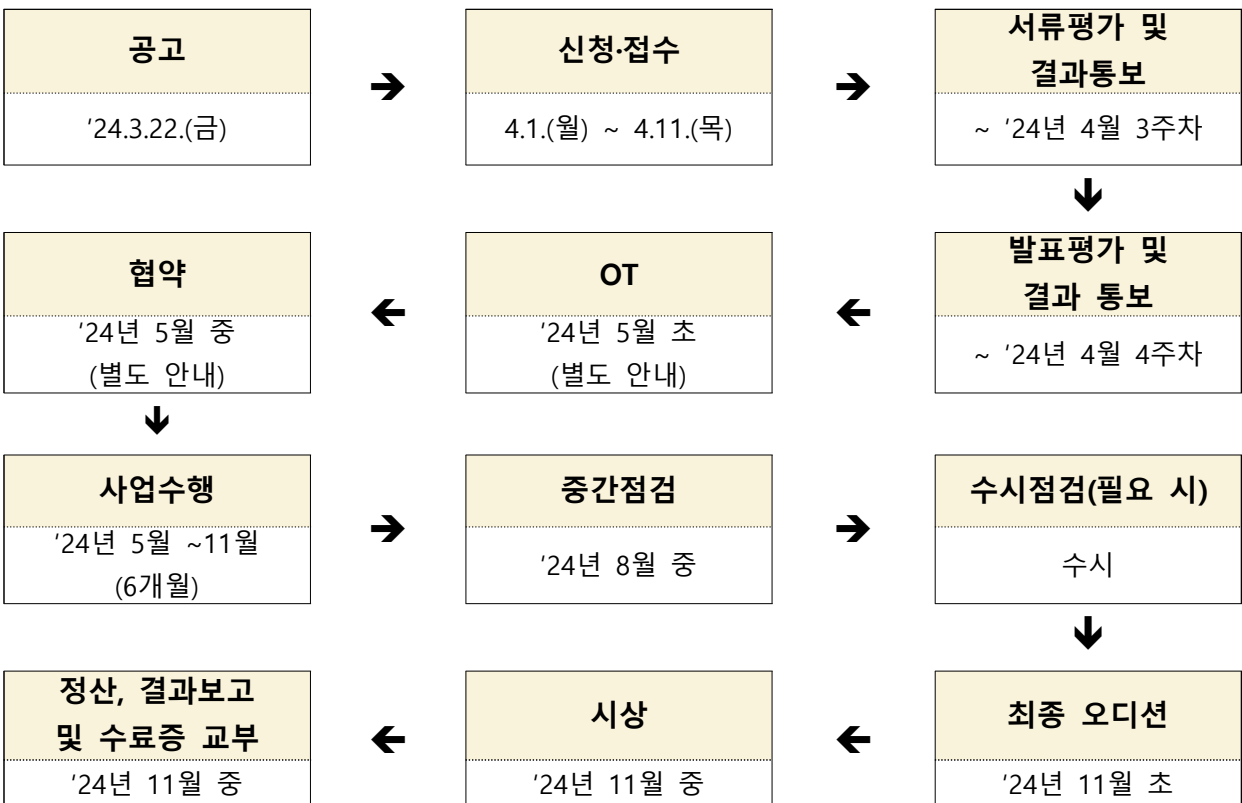 공고
'24.3.22.(금)
➔
신청·접수
4.1.(월) ~ 4.11.(목)
➔
서류평가 및
결과통보
~ '24년 4월 3주차
➔
발표평가 및
결과 통보
~ '24년 4월 4주차
➔
OT
'24년 5월 초
(별도 안내)
➔
협약
'24년 5월 중
(별도 안내)
➔
사업수행
'24년 5월 ~11월
(6개월)
➔
중간점검
'24년 8월 중
➔
수시점검(필요 시)
수시
➔
최종 오디션
'24년 11월 초
➔
시상
'24년 11월 중
➔
정산, 결과보고
및 수료증 교부
'24년 11월 중